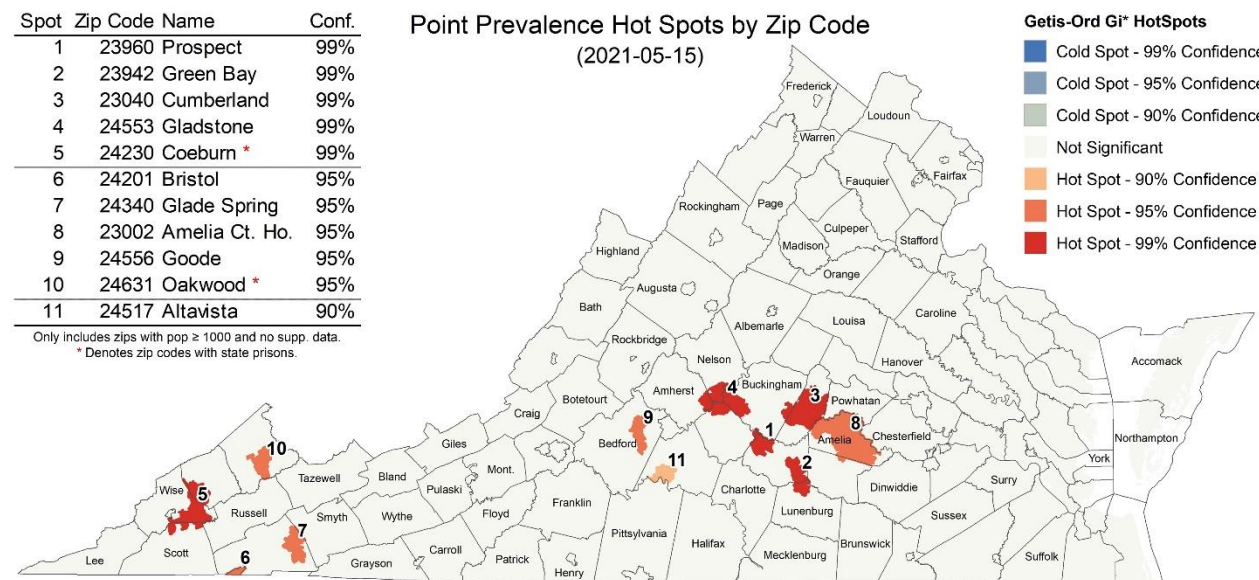 Point Prevalence Hot Spots by Zip Code
(2021-05-15)
Spot Zip Code Name Conf.
1 23960 Prospect 99%
2 23942 Green Bay 99%
3 23040 Cumberland 99%
4 24553 Gladstone 99%
5 24230 Coeburn * 99%
6 24201 Bristol 95%
7 24340 Glade Spring 95%
8 23002 Amelia Ct. Ho. 95%
9 24556 Goode 95%
10 24631 Oakwood * 95%
11 24517 Altavista 90%
Only includes zips with pop ≥ 1000 and no supp. data.
* Denotes zip codes with state prisons.
Getis-Ord Gi* HotSpots
Cold Spot - 99% Confidence
Cold Spot - 95% Confidence
Cold Spot - 90% Confidence
Not Significant
Hot Spot - 90% Confidence
Hot Spot - 95% Confidence
Hot Spot - 99% Confidence
Frederick
Loudoun
Warren
Fairfax
Fauquier
Rockingham
Page
Culpeper
Stafford
Madison
Highland
Orange
Augusta
Bath
Caroline
Louisa
Albemarle
Rockbridge
Nelson
Hanover
Accomack
Buckingham
Amherst
4
3
Powhatan
Botetourt
Craig
9
8
Bedford
1
Amelia
Chesterfield
Northampton
Giles
10
York
11
2
Mont.
Bland
Tazewell
Wise
5
Pulaski
Charlotte
Dinwiddie
Surry
Franklin
Lunenburg
Russell
Smyth
Wythe
Floyd
Sussex
7
Pittsylvania
Halifax
Brunswick
Scott
Carroll
Mecklenburg
Suffolk
Lee
6
Grayson
Patrick
Henry